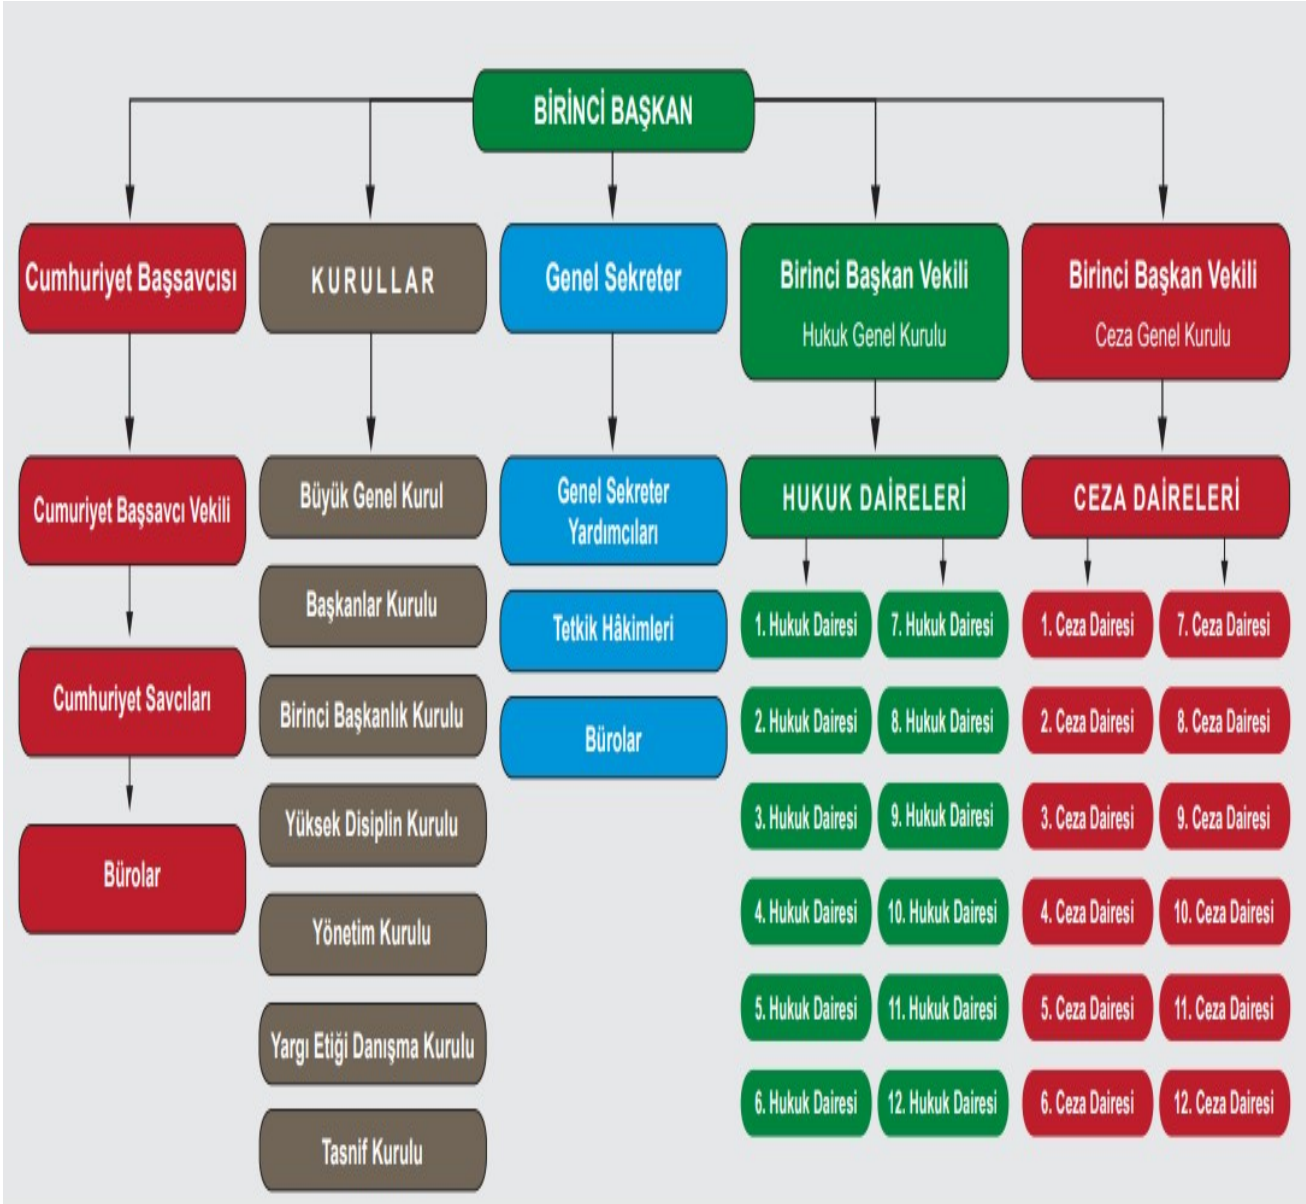 BİRİNCİ BAŞKAN
Cumhuriyet Başsavcısı
KURULLAR
Genel Sekreter
Birinci Başkan Vekili
Hukuk Genel Kurulu
Birinci Başkan Vekili
Ceza Genel Kurulu
Cumuriyet Başsavcı Vekili
Cumhuriyet Savcıları
Bürolar
Büyük Genel Kurul
Başkanlar Kurulu
Birinci Başkanlık Kurulu
Yüksek Disiplin Kurulu
Yönetim Kurulu
Yargı Etiği Danışma Kurulu
Tasnif Kurulu
Genel Sekreter
Yardımcıları
Tetkik Hâkimleri
Bürolar
HUKUK DAİRELERİ
1. Hukuk Dairesi
2. Hukuk Dairesi
3. Hukuk Dairesi
4. Hukuk Dairesi
5. Hukuk Dairesi
6. Hukuk Dairesi
7. Hukuk Dairesi
8. Hukuk Dairesi
9. Hukuk Dairesi
10. Hukuk Dairesi
11. Hukuk Dairesi
12. Hukuk Dairesi
CEZA DAİRELERİ
1. Ceza Dairesi
2. Ceza Dairesi
3. Ceza Dairesi
4. Ceza Dairesi
5. Ceza Dairesi
6. Ceza Dairesi
7. Ceza Dairesi
8. Ceza Dairesi
9. Ceza Dairesi
10. Ceza Dairesi
11. Ceza Dairesi
12. Ceza Dairesi